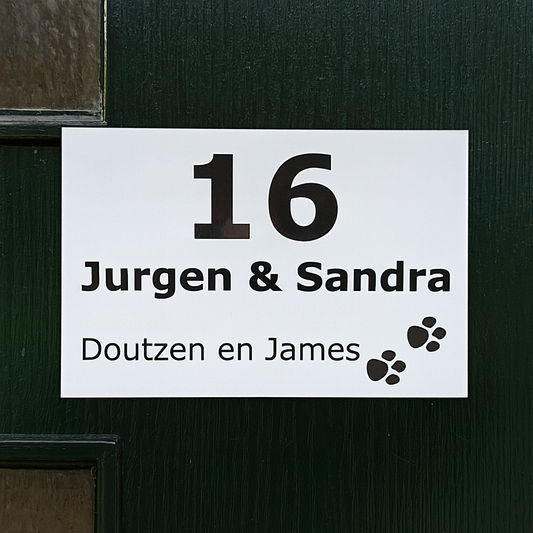 16
Jurgen & Sandra
Doutzen en James